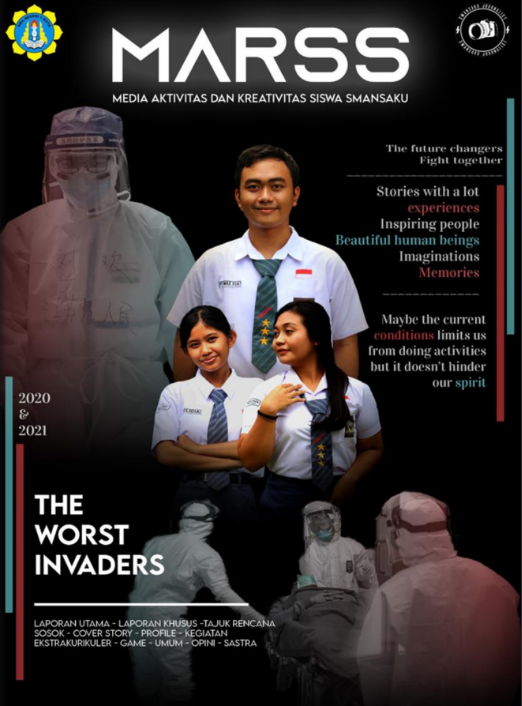 MARSS
MEDIA AKTIVITAS DAN KREATIVITAS SISWA SMANSAKU
The future changers
Fight together
Stories with a lot
experiences
Inspiring people
Beautiful human beings
Imaginations
Memories
Maybe the current
conditions limits us
from doing activities
but it doesn't hinder
our spirit
2020
&
2021
THE
WORST
INVADERS
LAPORAN UTAMA - LAPORAN KHUSUS -TAJUK RENCANA
SOSOK - COVER STORY - PROFILE - KEGIATAN
EKSTRAKURIKULER - GAME - UMUM - OPINI - SASTRA